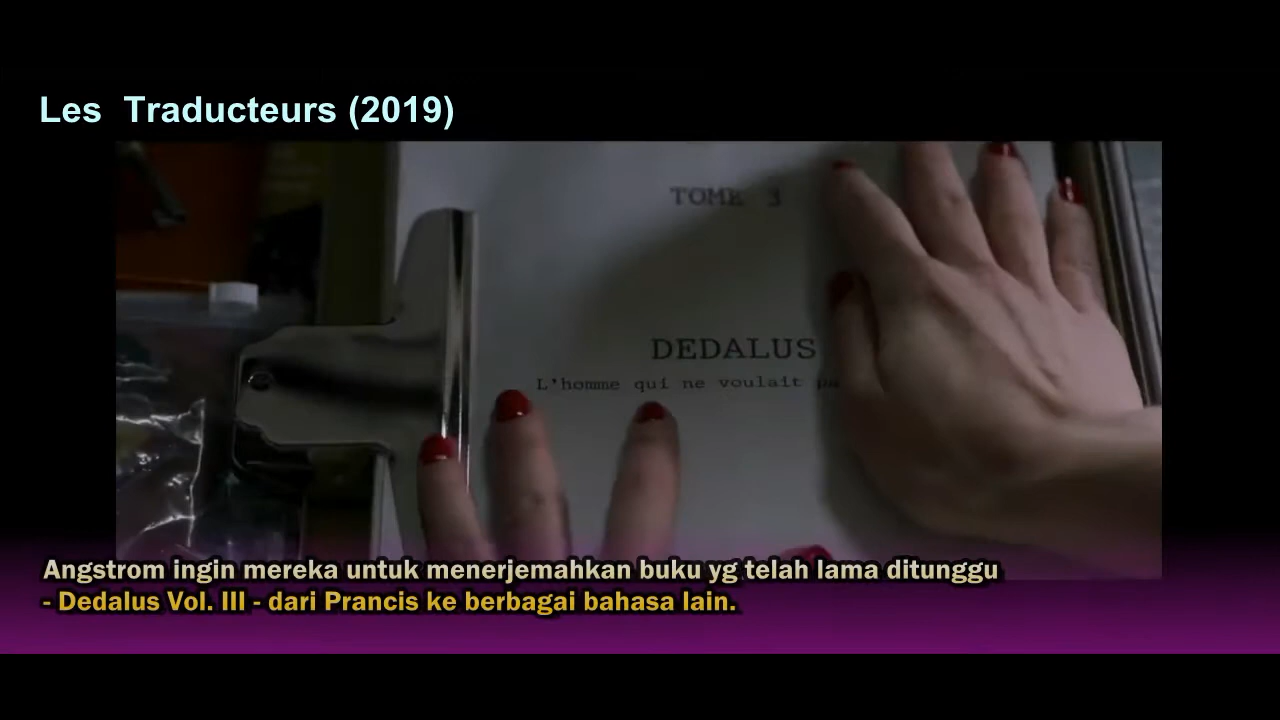 Les Traducteurs (2019)
TOME 3
DEDALUS
L'homme qui ne voulait
Angstrom ingin mereka untuk menerjemahkan buku yg telah lama ditunggu
- Dedalus Vol. III - dari Prancis ke berbagai bahasa lain.